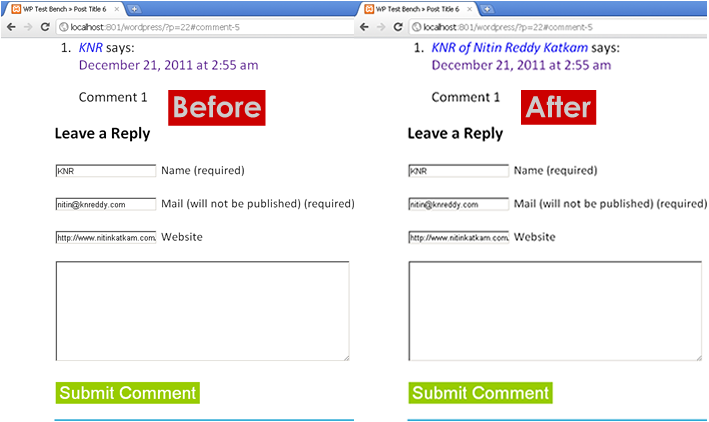 WP Test Bench > Post Title 6
localhost:801/wordpress/?p=22#comment-5
1. KNR says:
December 21, 2011 at 2:55 am
Comment 1
Before
Leave a Reply
KNR Name (required)
nitin@knreddy.com Mail (will not be published) (required)
http://www.nitinkatkam.com, Website
Submit Comment
WP Test Bench > Post Title 6
localhost:801/wordpress/?p=22#comment-5
1. KNR of Nitin Reddy Katkam says:
December 21, 2011 at 2:55 am
Comment 1
After
Leave a Reply
KNR Name (required)
nitin@knreddy.com Mail (will not be published) (required)
http://www.nitinkatkam.com, Website
Submit Comment